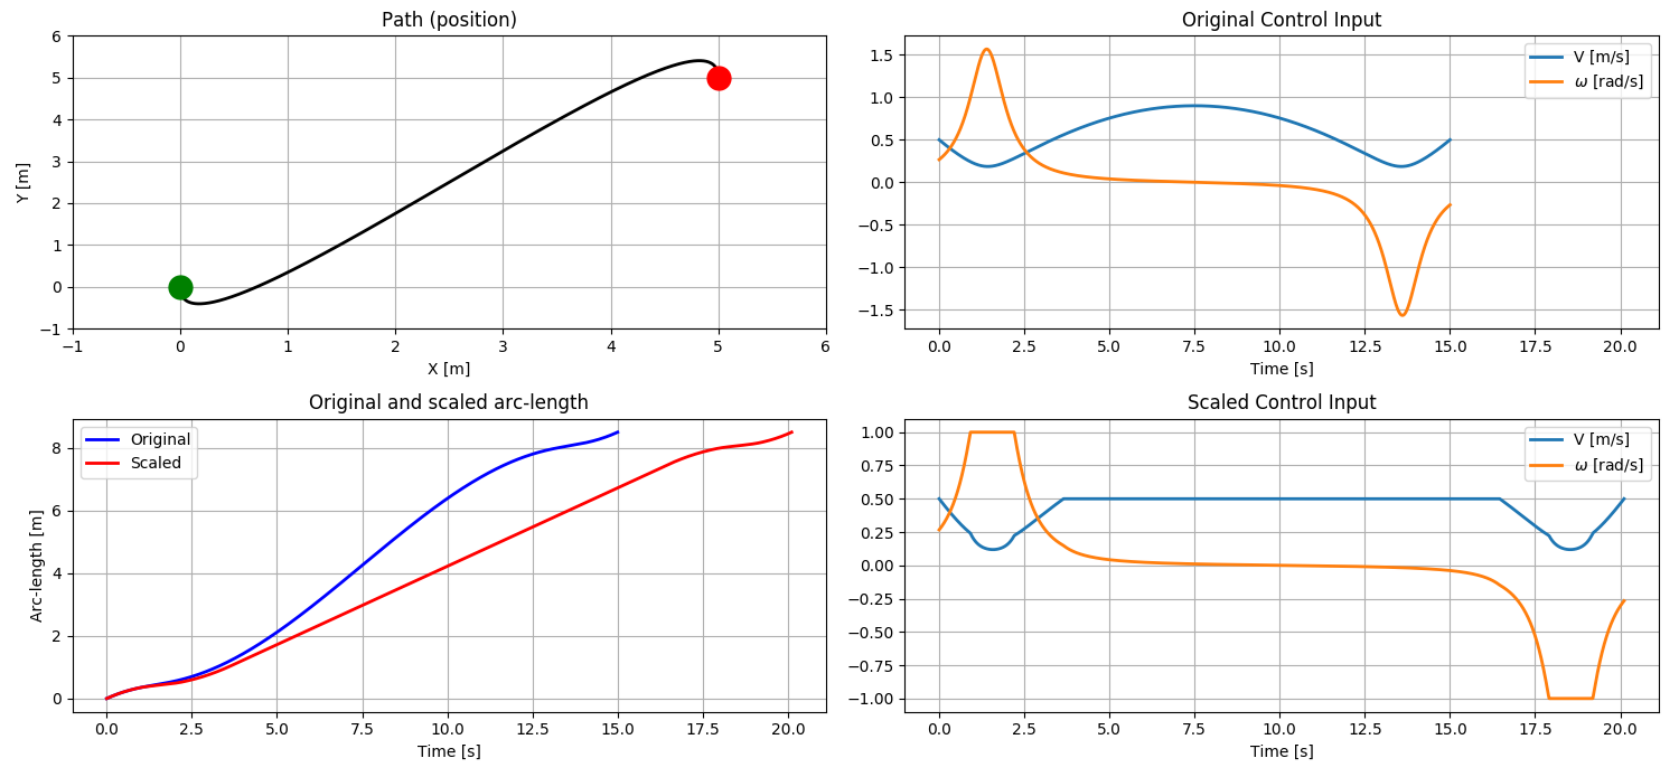 Path (position)
6
5
4
3
2
1
0
−1
Y [m]
−1 0 1 2 3 4 5 6
X [m]
Original Control Input
V [m/s]
ω [rad/s]
1.5
1.0
0.5
0.0
−0.5
−1.0
−1.5
0.0 2.5 5.0 7.5 10.0 12.5 15.0 17.5 20.0
Time [s]
Original and scaled arc-length
Original
Scaled
8
6
4
2
0
Arc-length [m]
0.0 2.5 5.0 7.5 10.0 12.5 15.0 17.5 20.0
Time [s]
Scaled Control Input
V [m/s]
ω [rad/s]
1.00
0.75
0.50
0.25
0.00
−0.25
−0.50
−0.75
−1.00
0.0 2.5 5.0 7.5 10.0 12.5 15.0 17.5 20.0
Time [s]